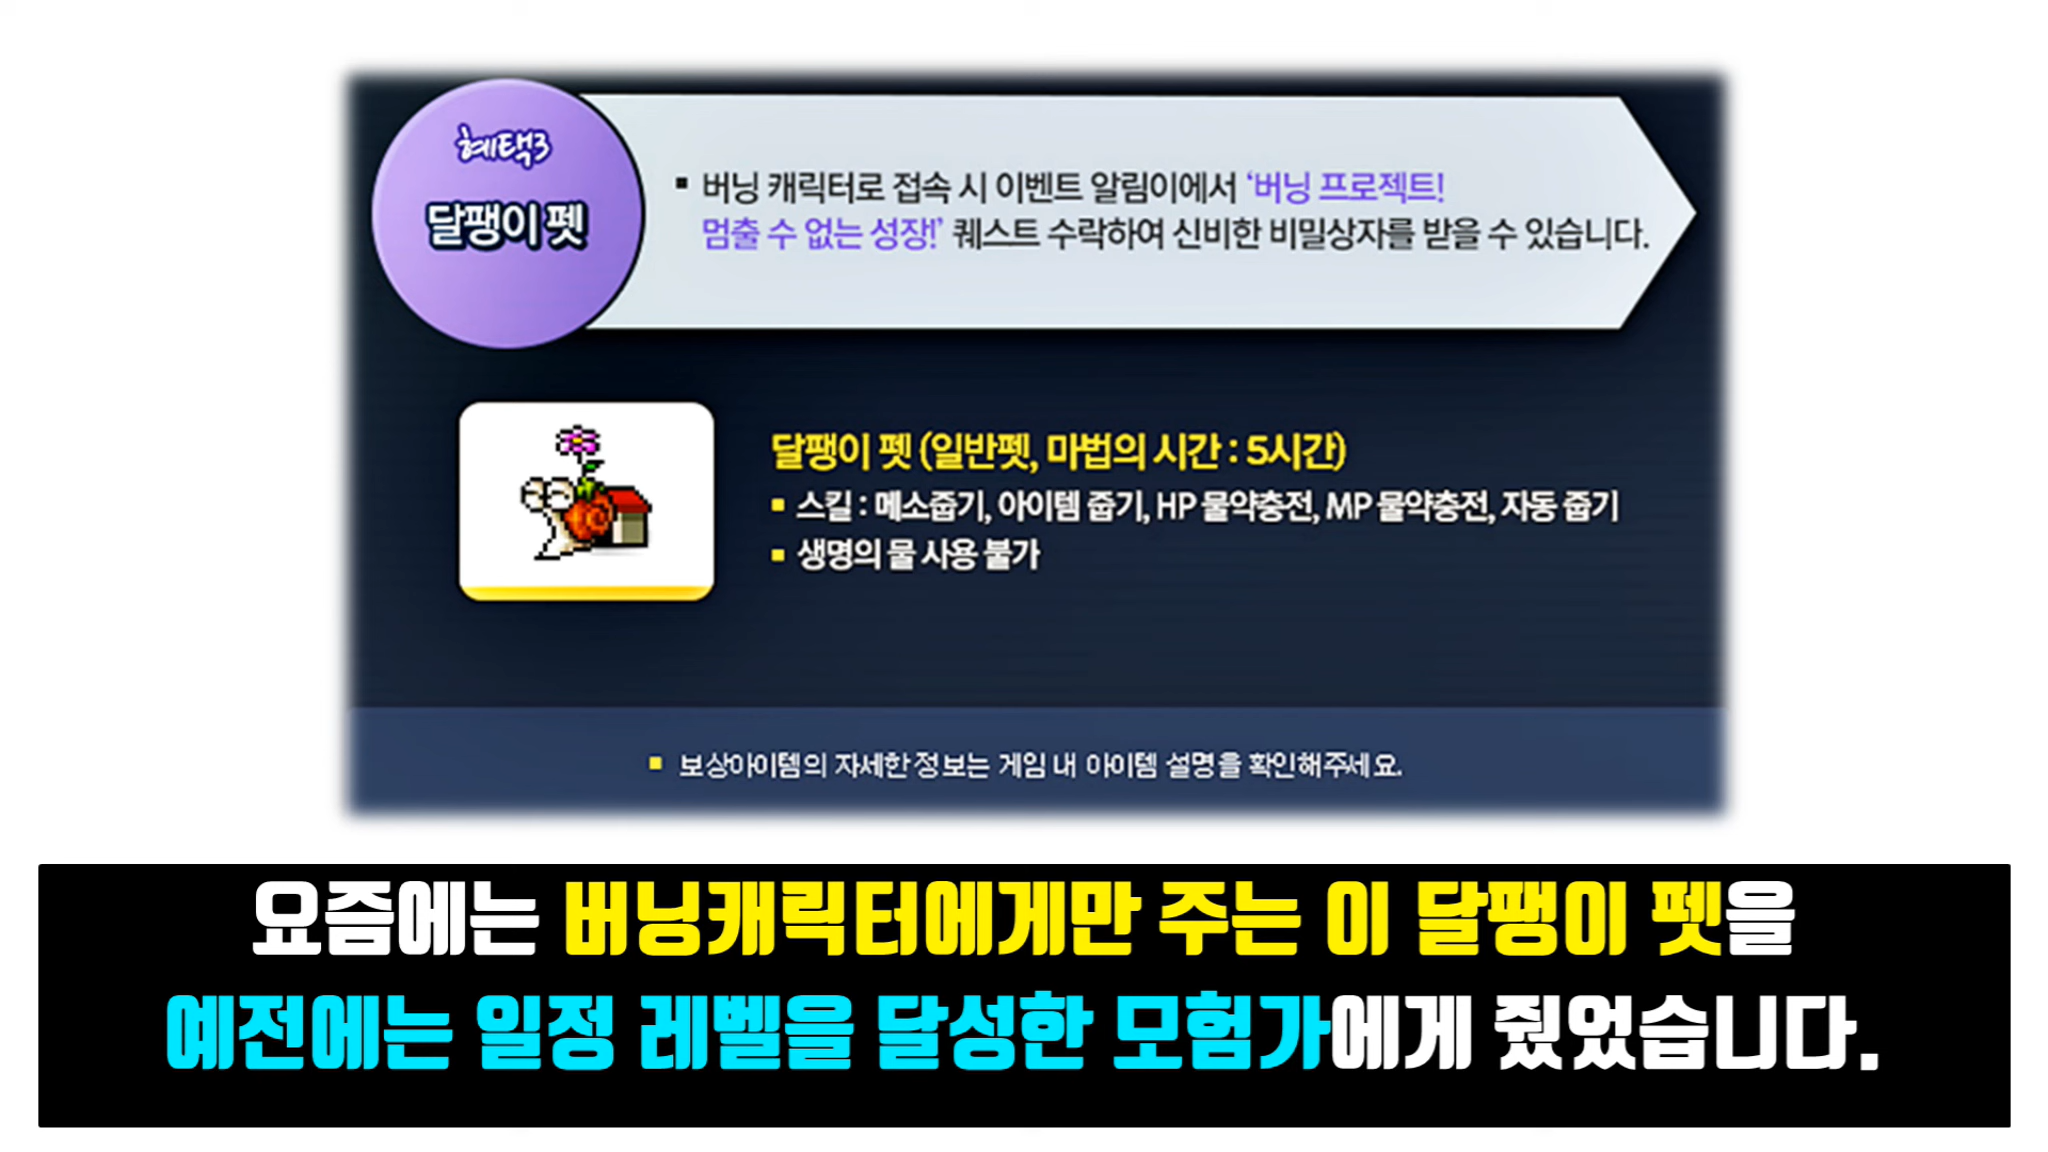 혜택3
달팽이 펫
▪ 버닝 캐릭터로 접속 시 이벤트 알림이에서 ‘버닝 프로젝트!
멈출 수 없는 성장!’ 퀘스트 수락하여 신비한 비밀상자를 받을 수 있습니다.
달팽이 펫 (일반펫, 마법의 시간 : 5시간)
▪ 스킬 : 메소줍기, 아이템 줍기, HP 물약충전, MP 물약충전, 자동 줍기
▪ 생명의 물 사용 불가
▪ 보상아이템의 자세한 정보는 게임 내 아이템 설명을 확인해주세요.
요즘에는 버닝캐릭터에게만 주는 이 달팽이 펫을
예전에는 일정 레벨을 달성한 모험가에게 줬었습니다.